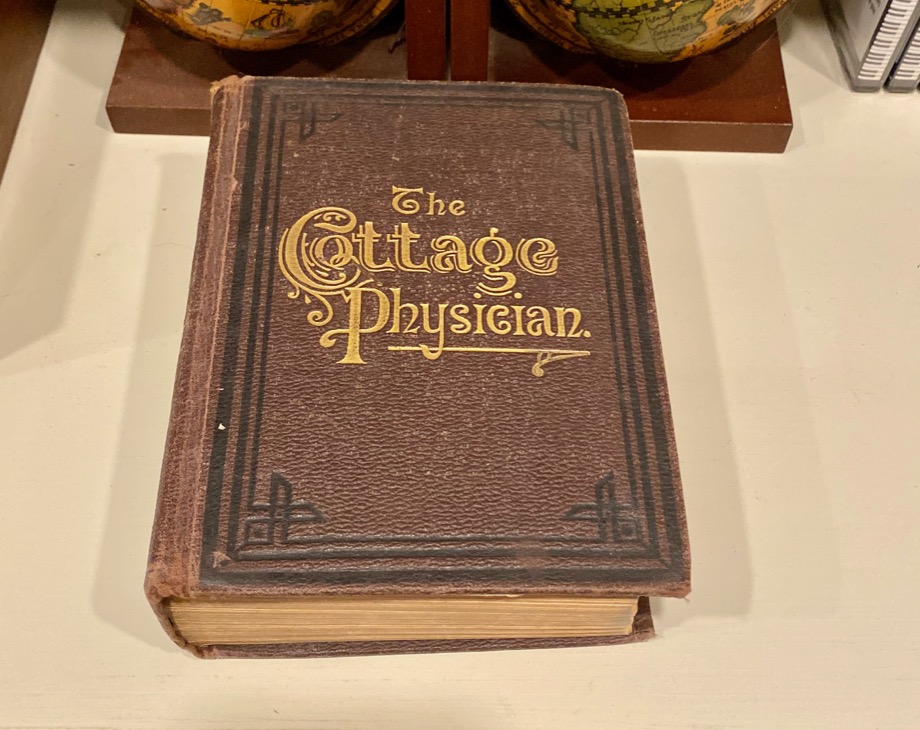 The
Cottage
Physician.